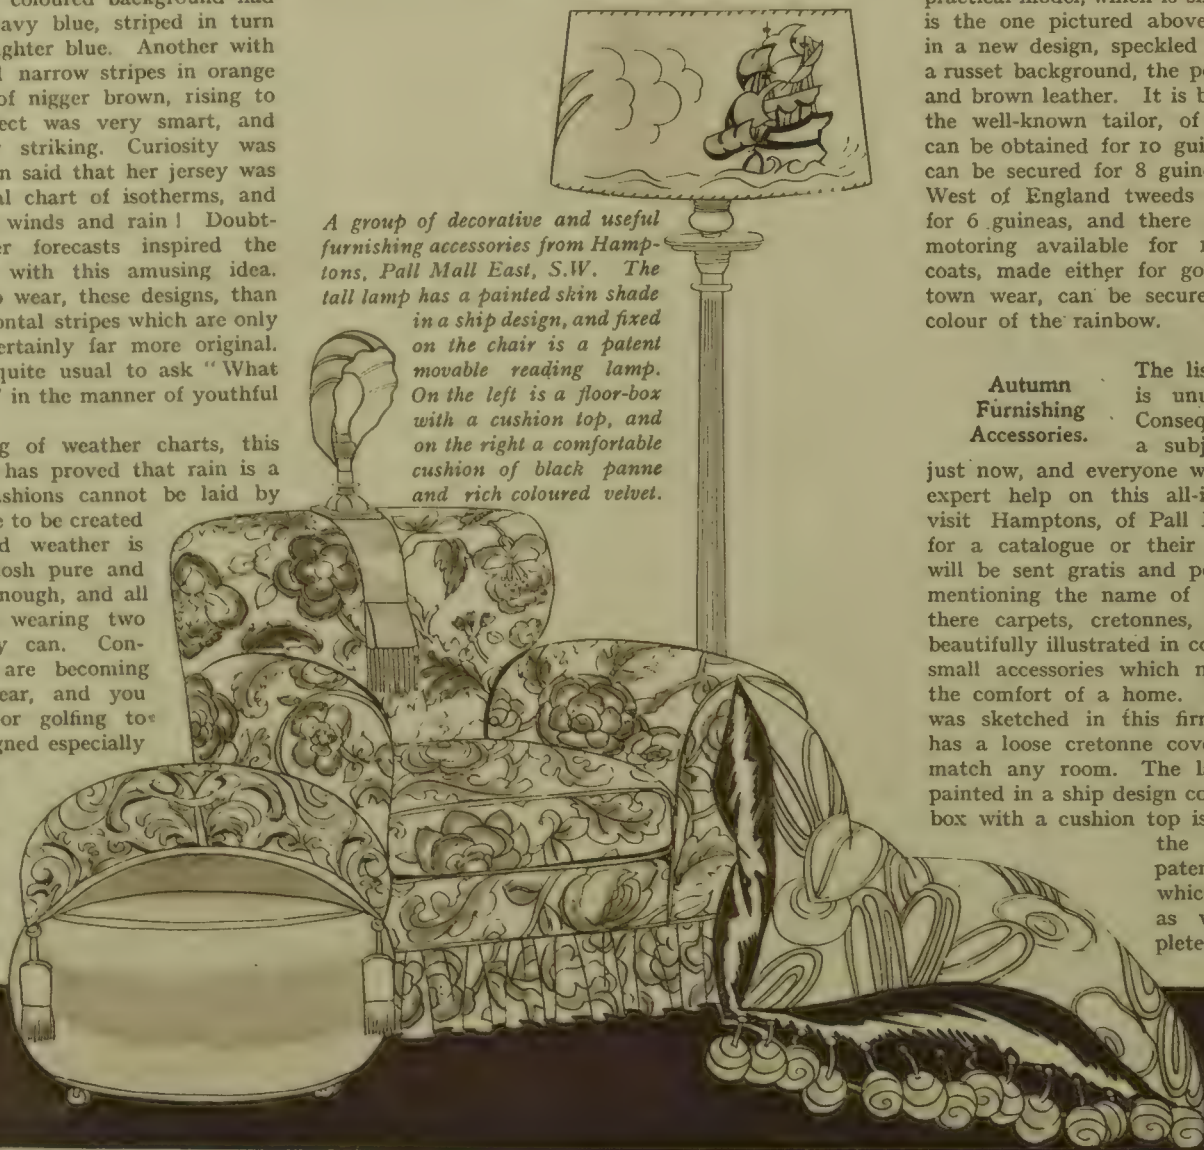 coloured background had
avy blue, striped in turn
ghter blue. Another with
narrow stripes in orange
of nigger brown, rising to
ect was very smart, and
striking. Curiosity was
n said that her jersey was
al chart of isotherms, and
winds and rain! Doubt-
er forecasts inspired the
with this amusing idea.
o wear, these designs, than
ontal stripes which are only
ertainly far more original.
quite usual to ask "What
in the manner of youthful
g of weather charts, this
has proved that rain is a
ashions cannot be laid by
e to be created
d weather is
osh pure and
nough, and all
wearing two
y can. Con-
are becoming
ear, and you
or golfing to
gned especially
A group of decorative and useful
furnishing accessories from Hamp-
tons, Pall Mall East, S.W. The
tall lamp has a painted skin shade
in a ship design, and fixed
on the chair is a patent
movable reading lamp.
On the left is a floor-box
with a cushion top, and
on the right a comfortable
cushion of black panne
and rich coloured velvet.
practical model, which is
is the one pictured above
in a new design, speckled
a russet background, the
and brown leather. It is b
the well-known tailor, of
can be obtained for 10 gui
can be secured for 8 guin
West of England tweeds
for 6 guineas, and there
motoring available for
coats, made either for go
town wear, can be secure
colour of the rainbow.
Autumn
Furnishing
Accessories.
The lis
is unu
Conseq
a subj
just now, and everyone w
expert help on this all-i
visit Hamptons, of Pall
for a catalogue or their
will be sent gratis and p
mentioning the name of
there carpets, cretonnes,
beautifully illustrated in co
small accessories which
the comfort of a home.
was sketched in this fir
has a loose cretonne cov
match any room. The l
painted in a ship design co
box with a cushion top is
the
paten
whic
as
plete